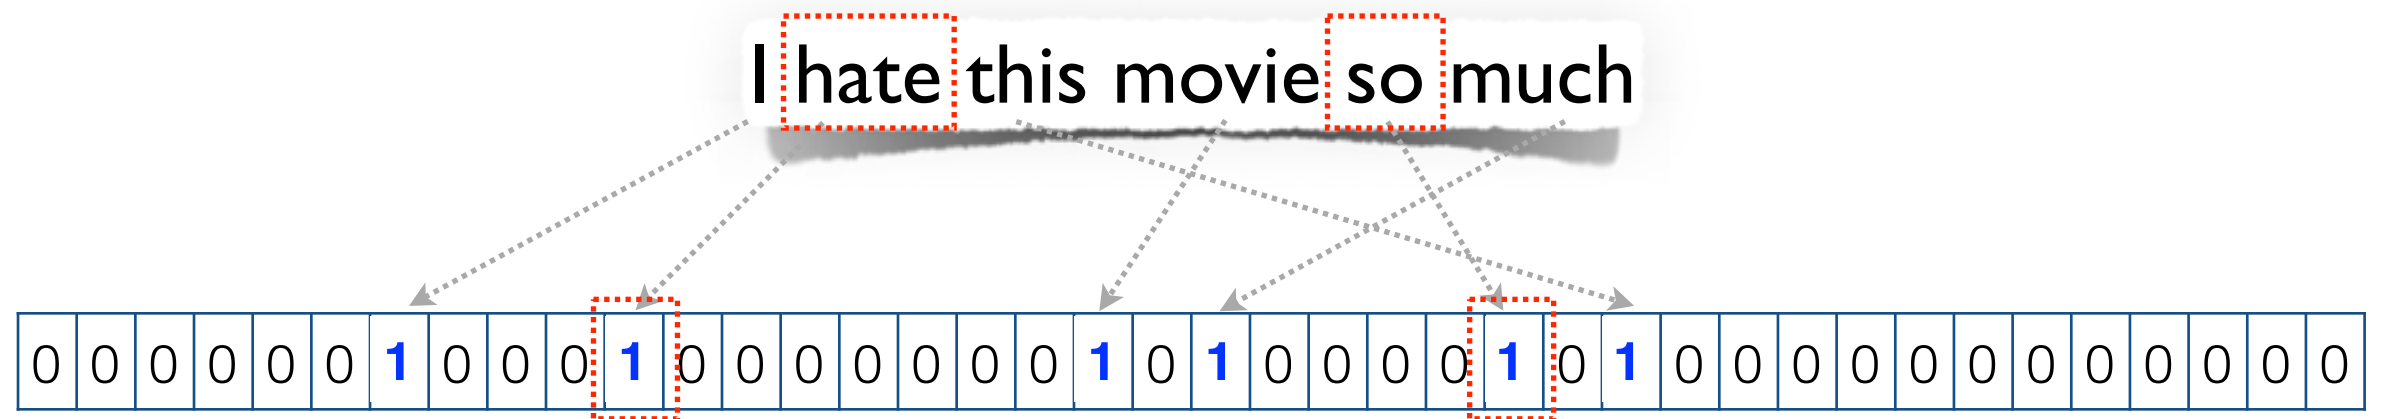 I hate this movie so much
0 0 0 0 0 0 1 0 0 0 1 0 0 0 0 0 0 0 1 0 1 0 0 0 0 1 0 1 0 0 0 0 0 0 0 0 0 0 0 0